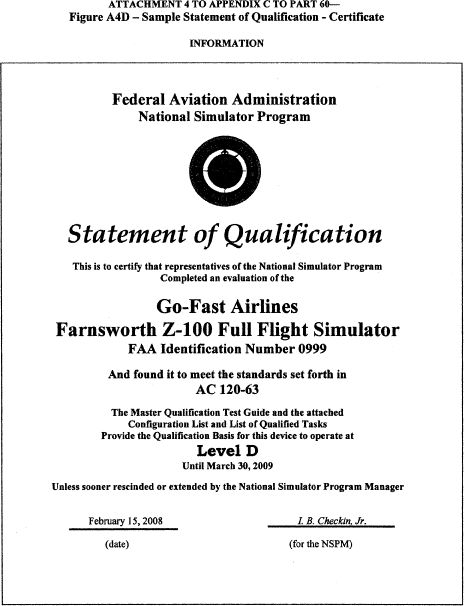 ATTACHMENT 4 TO APPENDIX C TO PART 60—
Figure A4D – Sample Statement of Qualification - Certificate
INFORMATION
Federal Aviation Administration
National Simulator Program
Statement of Qualification
This is to certify that representatives of the National Simulator Program
Completed an evaluation of the
Go-Fast Airlines
Farnsworth Z-100 Full Flight Simulator
FAA Identification Number 0999
And found it to meet the standards set forth in
AC 120-63
The Master Qualification Test Guide and the attached
Configuration List and List of Qualified Tasks
Provide the Qualification Basis for this device to operate at
Level D
Until March 30, 2009
Unless sooner rescinded or extended by the National Simulator Program Manager
February 15, 2008 I. B. Checkin, Jr.
(date) (for the NSPM)